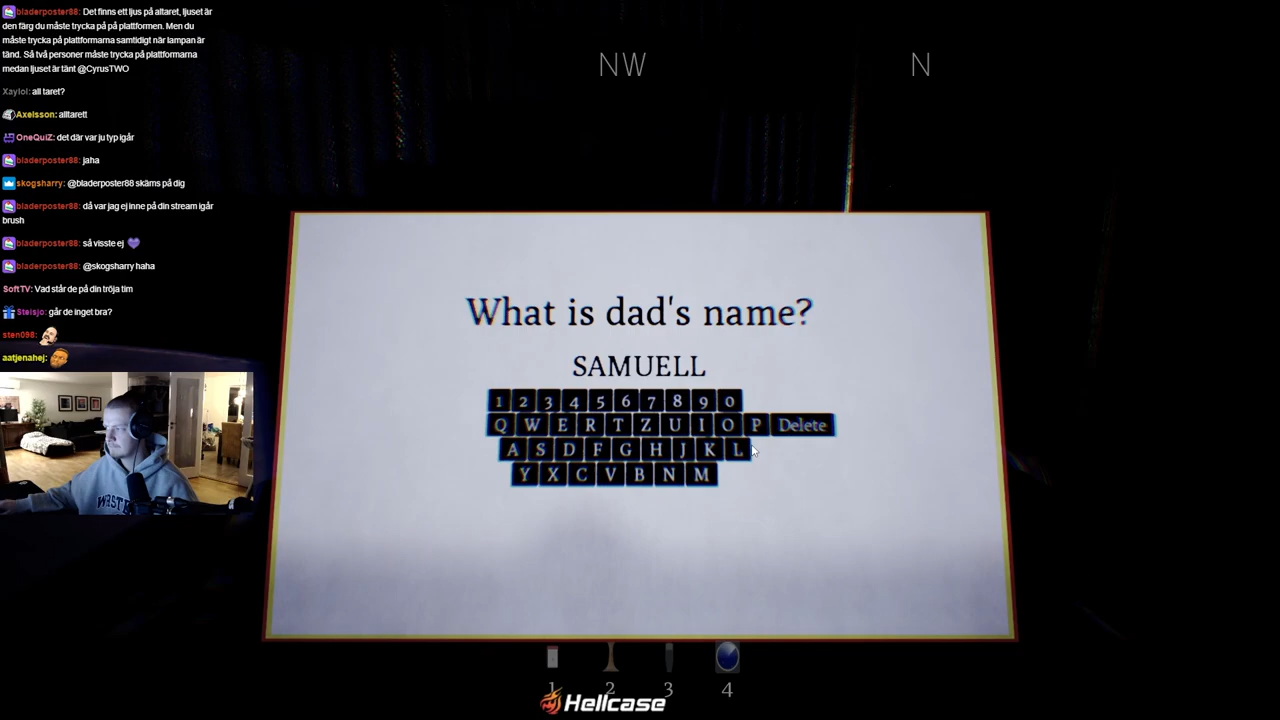 bladerposter88: Det finns ett ljus på altaret, ljuset är
den färg du måste trycka på på plattformen. Men du
måste trycka på plattformarna samtidigt när lampan är
tänd. Så två personer måste trycka på plattformarna
medan ljuset är tänt @CyrusTWO
Xaylol: all taret?
Axelsson: alltarett
OneQuiZ: det där var ju typ igår
bladerposter88: jaha
skogsharry: @bladerposter88 skäms på dig
bladerposter88: då var jag ej inne på din stream igår
brush
bladerposter88: så visste ej
bladerposter88: @skogsharry haha
SoftTV: Vad står de på din tröja tim
Steisjo: går de inget bra?
sten098:
aatjenahej:
NW
N
What is dad's name?
SAMUELL
1 2 3 4 5 6 7 8 9 0
Q W E R T Z U I O P Delete
A S D F G H J K L
Y X C V B N M
1 2 3 4
Hellcase